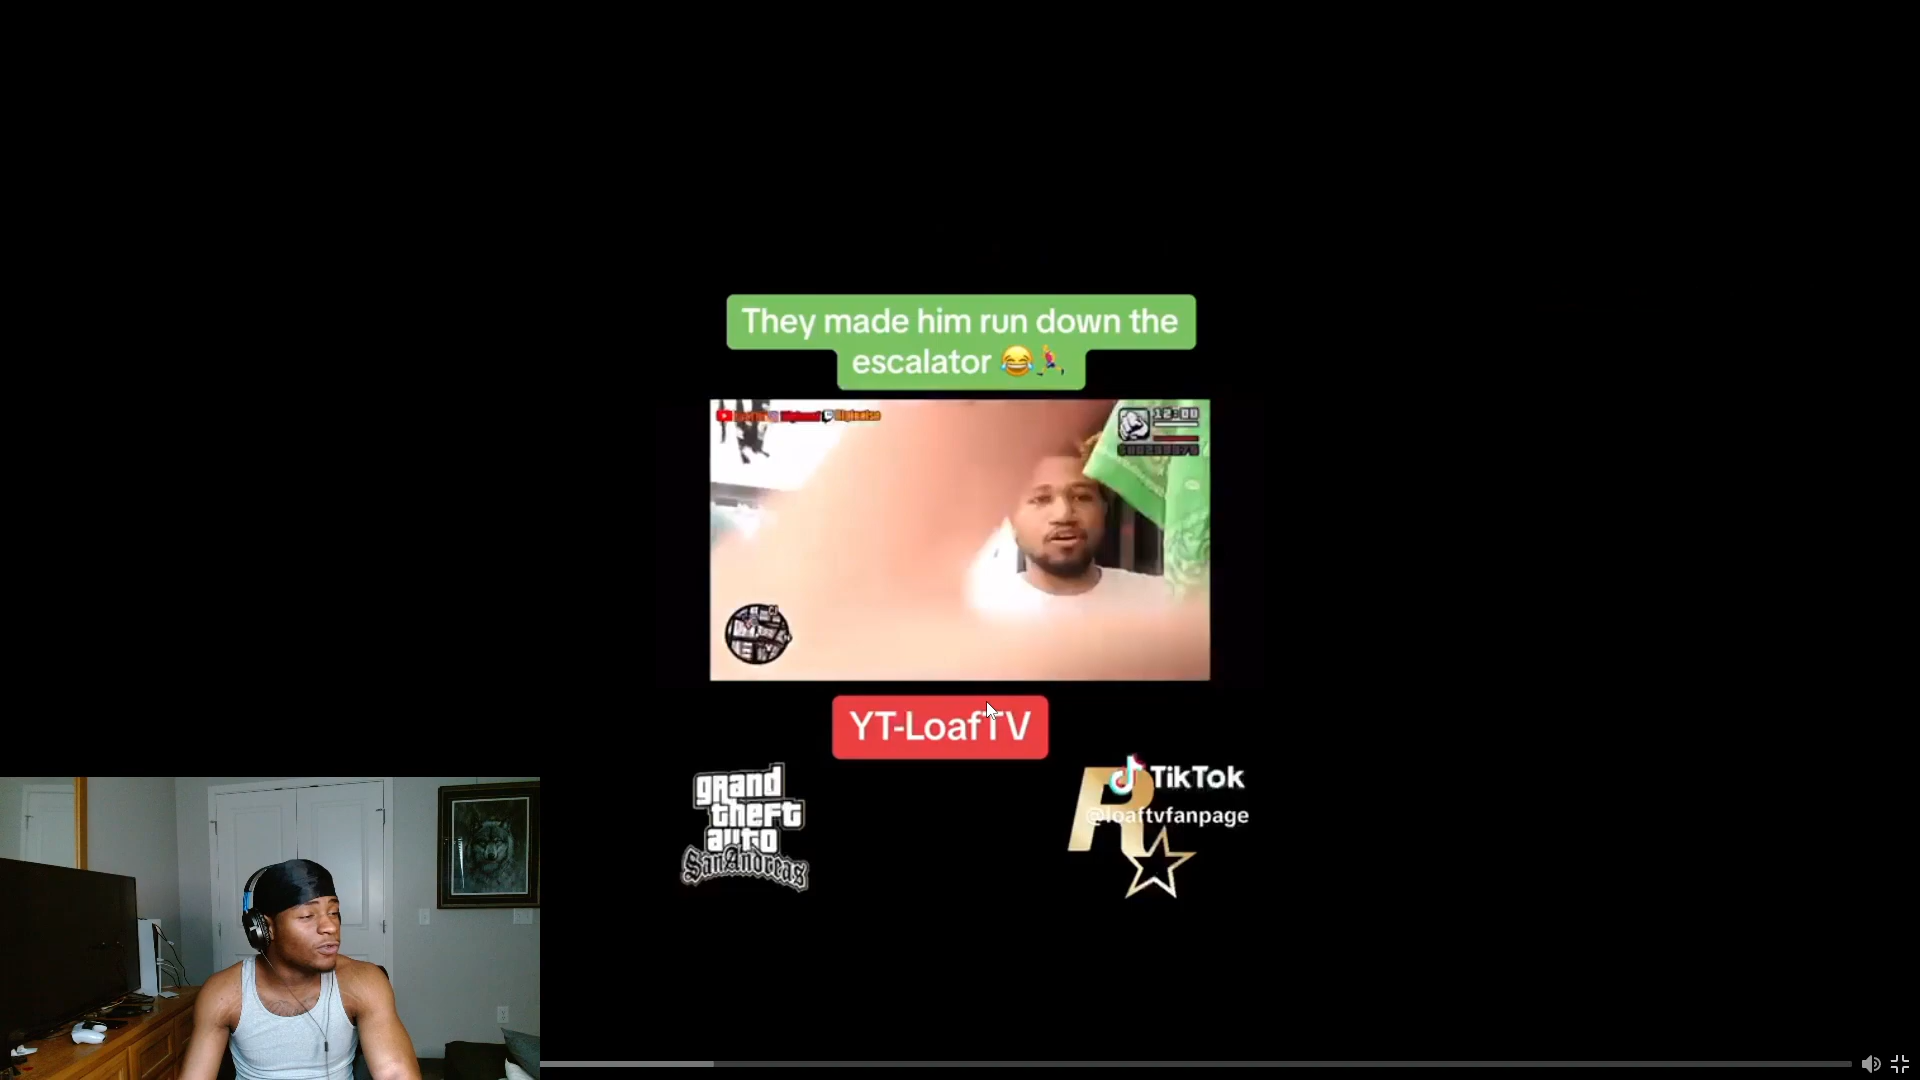 They made him run down the
escalator 😂🏃
12:00
YT-LoafTV
grand
theft
auto
San Andreas
R
TikTok
@loaftvfanpage